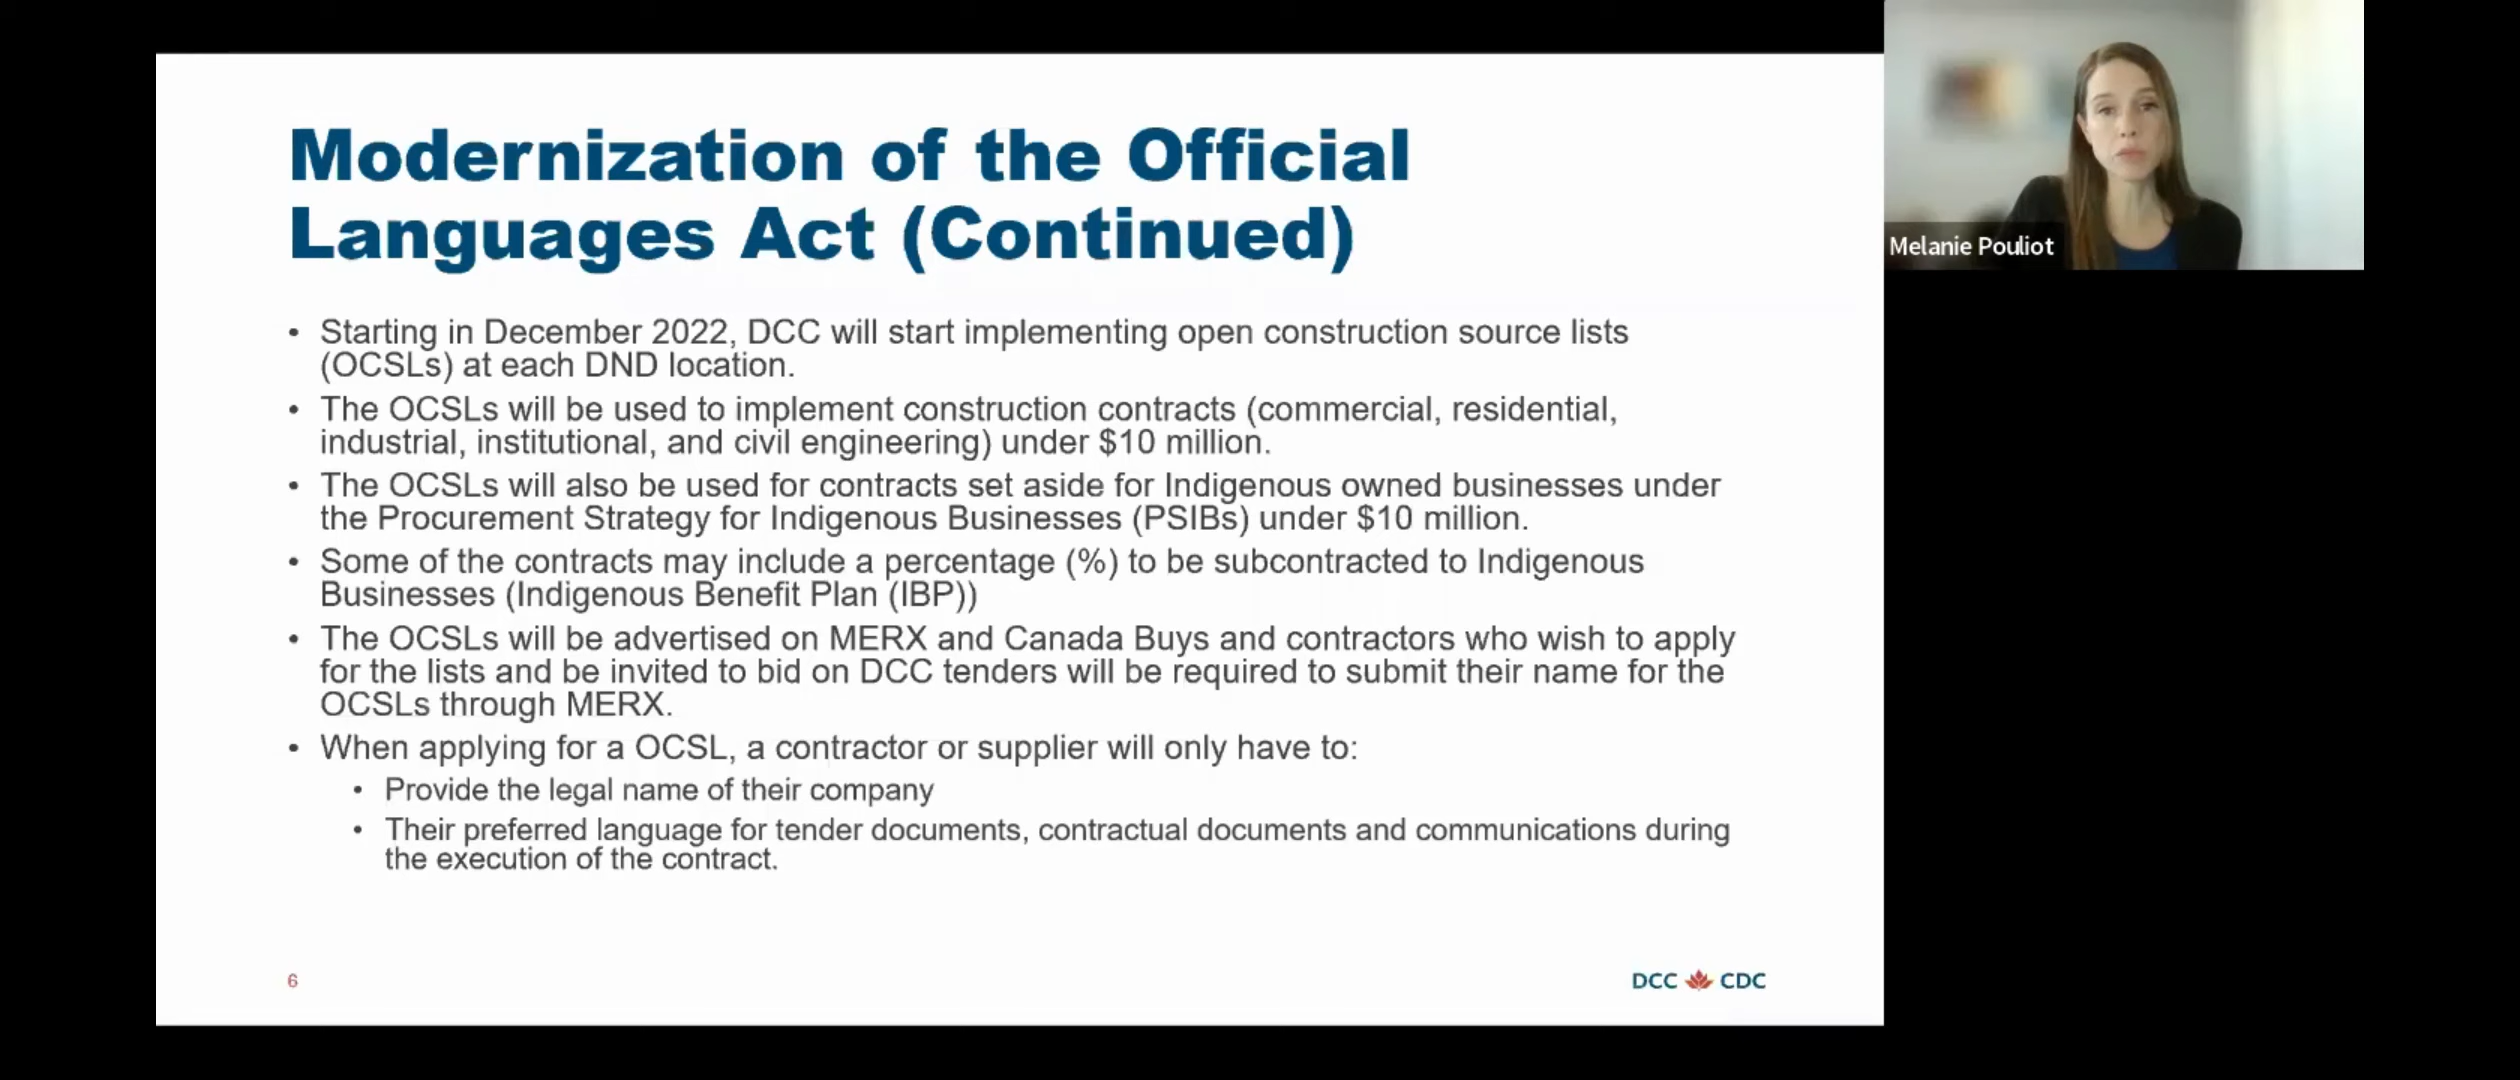 Modernization of the Official
Languages Act (Continued)
• Starting in December 2022, DCC will start implementing open construction source lists
(OCSLs) at each DND location.
• The OCSLs will be used to implement construction contracts (commercial, residential,
industrial, institutional, and civil engineering) under $10 million.
• The OCSLs will also be used for contracts set aside for Indigenous owned businesses under
the Procurement Strategy for Indigenous Businesses (PSIBs) under $10 million.
• Some of the contracts may include a percentage (%) to be subcontracted to Indigenous
Businesses (Indigenous Benefit Plan (IBP))
• The OCSLs will be advertised on MERX and Canada Buys and contractors who wish to apply
for the lists and be invited to bid on DCC tenders will be required to submit their name for the
OCSLs through MERX.
• When applying for a OCSL, a contractor or supplier will only have to:
• Provide the legal name of their company
• Their preferred language for tender documents, contractual documents and communications during
the execution of the contract.
6
DCC CDC
Melanie Pouliot